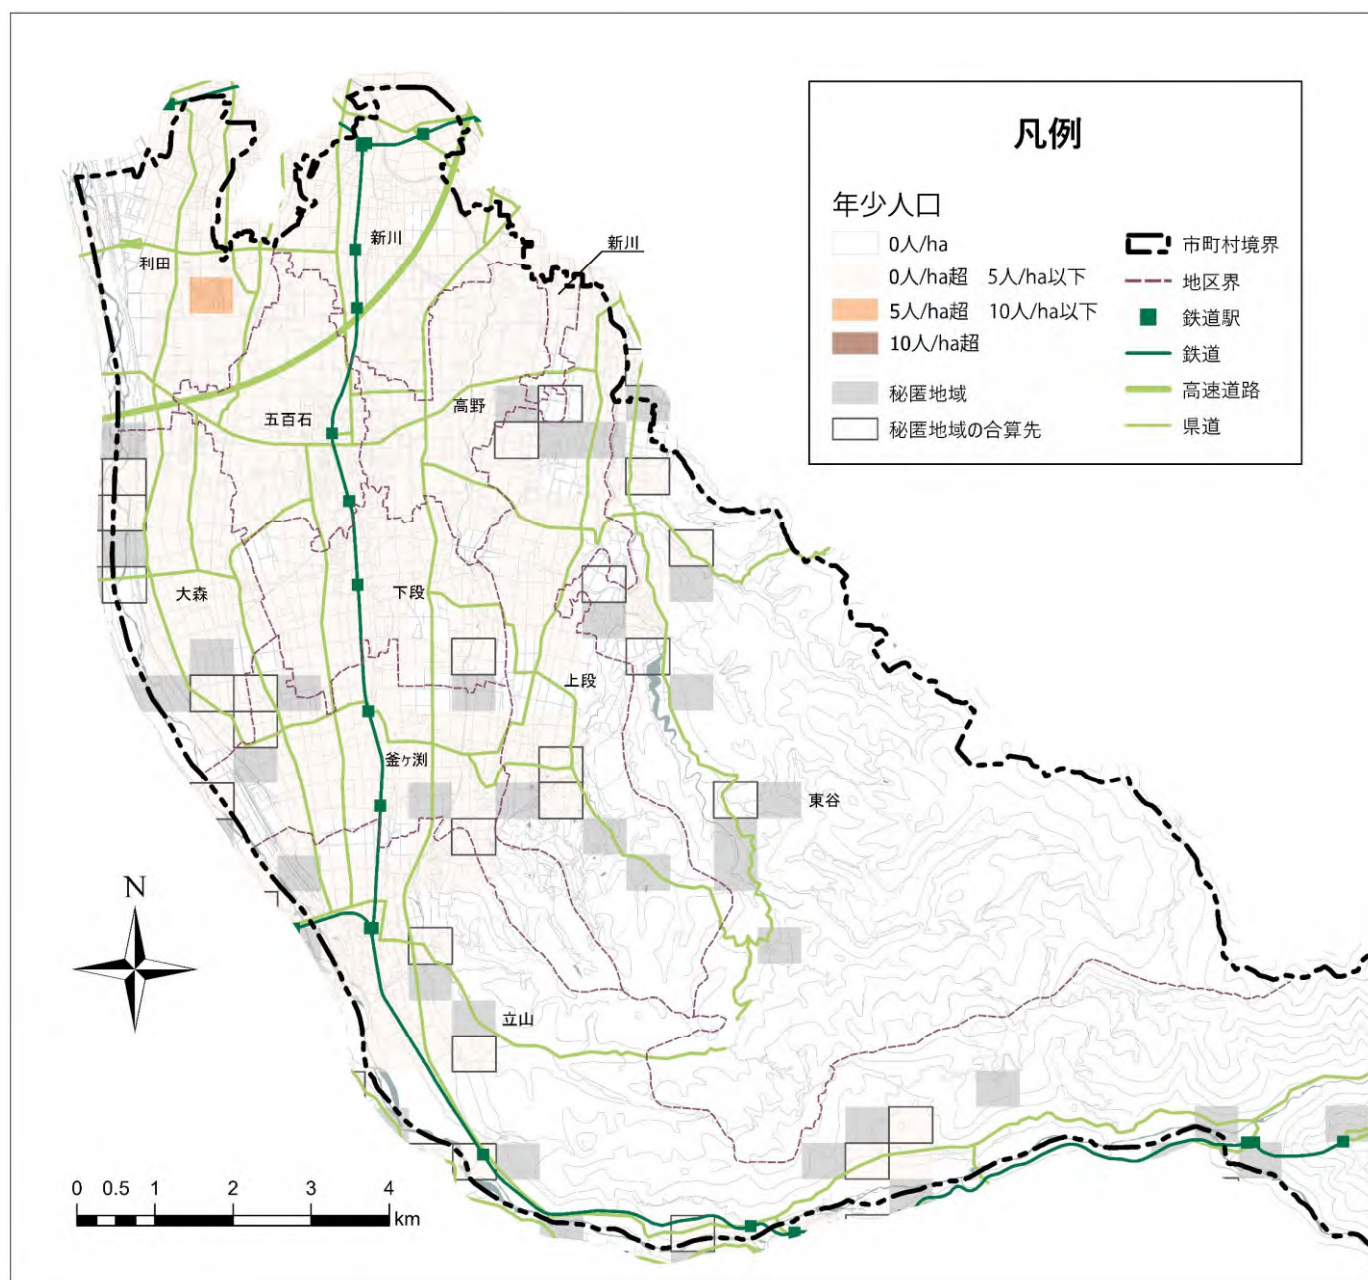 凡例
年少人口
0人/ha
0人/ha超 5人/ha以下
5人/ha超 10人/ha以下
10人/ha超
秘匿地域
秘匿地域の合算先
市町村境界
地区界
鉄道駅
鉄道
高速道路
県道
新川
新川
利田
高野
五百石
大森
下段
上段
釜ヶ渕
東谷
立山
N
0 0.5 1 2 3 4
km